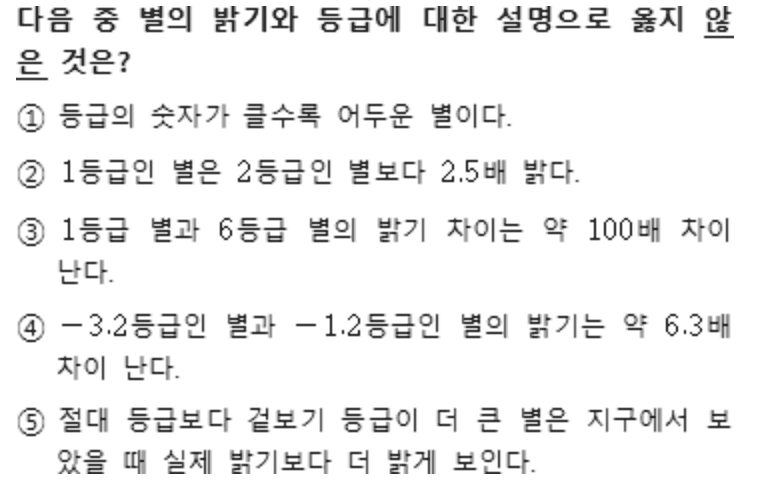 다음 중 별의 밝기와 등급에 대한 설명으로 옳지 않
은 것은?
① 등급의 숫자가 클수록 어두운 별이다.
② 1등급인 별은 2등급인 별보다 2.5배 밝다.
③ 1등급 별과 6등급 별의 밝기 차이는 약 100배 차이
난다.
④ -3.2등급인 별과 -1.2등급인 별의 밝기는 약 6.3배
차이 난다.
⑤ 절대 등급보다 겉보기 등급이 더 큰 별은 지구에서 보
았을 때 실제 밝기보다 더 밝게 보인다.